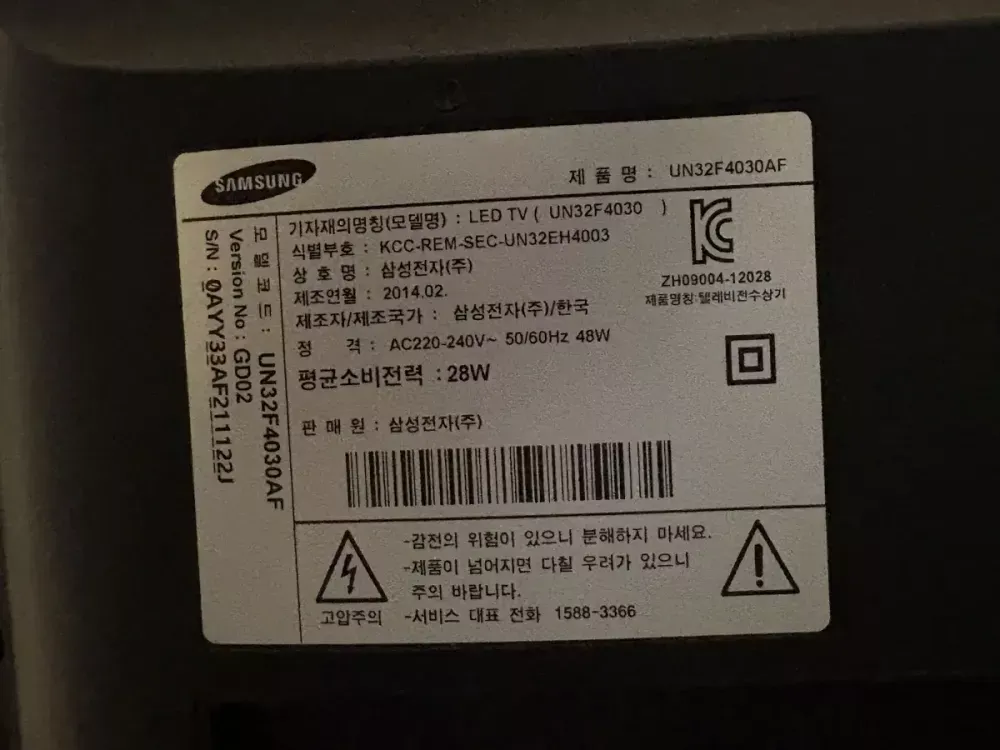 SAMSUNG
제 품 명 : UN32F4030AF
모 델 코 드 : UN32F4030AF
Version No : GD02
S/N : 0AYY33AF211122J
기자재의명칭(모델명) : LED TV ( UN32F4030 )
식별부호 : KCC-REM-SEC-UN32EH4003
상 호 명 : 삼성전자(주)
제조연월 : 2014.02.
제조자/제조국가 : 삼성전자(주)/한국
정 격 : AC220-240V~ 50/60Hz 48W
평균소비전력 : 28W
판 매 원 : 삼성전자(주)
ZH09004-12028
제품명칭:텔레비전수상기
고압주의
-감전의 위험이 있으니 분해하지 마세요.
-제품이 넘어지면 다칠 우려가 있으니
주의 바랍니다.
-서비스 대표 전화 1588-3366